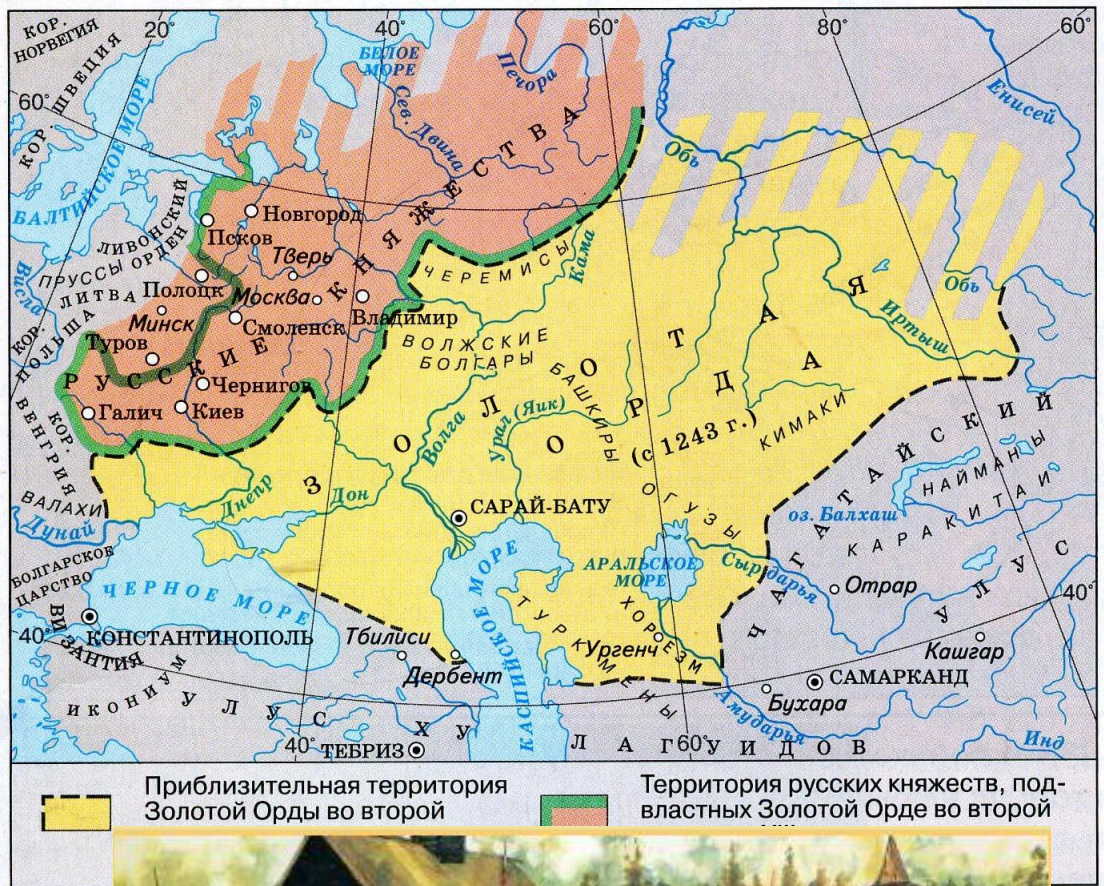 КОР.
НОРВЕГИЯ
20°
40°
60°
80°
60°
КОР. ШВЕЦИЯ
60°
БАЛТИЙСКОЕ МОРЕ
БЕЛОЕ
МОРЕ
Печора
Сев. Двина
Енисей
Обь
РУССКИЕ КНЯЖЕСТВА
ЛИВОНСКИЙ
ОРДЕН
ПРУССЫ
ЛИТВА
Висла
КОР.
ПОЛЬША
Новгород
Псков
Тверь
Полоцк
Москва
Минск
Смоленск
Владимир
Туров
Чернигов
Галич
Киев
ЧЕРЕМИСЫ
Кама
ВОЛЖСКИЕ
БОЛГАРЫ
БАШКИРЫ
Обь
Иртыш
ЗОЛОТАЯ
ОРДА
(с 1243 г.)
КИМАКИ
Волга
Урал (Яик)
КОР.
ВЕНГРИЯ
ВАЛАХИ
Дунай
Днепр
Дон
САРАЙ-БАТУ
ОГУЗЫ
ЧАГАТАЙСКИЙ
УЛУС
НАЙМАНЫ
оз. Балхаш
КАРАКИТАИ
БОЛГАРСКОЕ
ЦАРСТВО
ЧЕРНОЕ МОРЕ
КАСПИЙСКОЕ МОРЕ
АРАЛЬСКОЕ
МОРЕ
Сырдарья
Отрар
40°
ВИЗАНТИЯ
КОНСТАНТИНОПОЛЬ
40°
Тбилиси
Дербент
ТУРКМЕНЫ
ХОРЕЗМ
Ургенч
Кашгар
САМАРКАНД
Бухара
Амударья
ИКОНИУМ
УЛУС ХУЛАГУИДОВ
40°
ТЕБРИЗ
60°
Инд
Приблизительная территория
Золотой Орды во второй
Территория русских княжеств, под-
властных Золотой Орде во второй